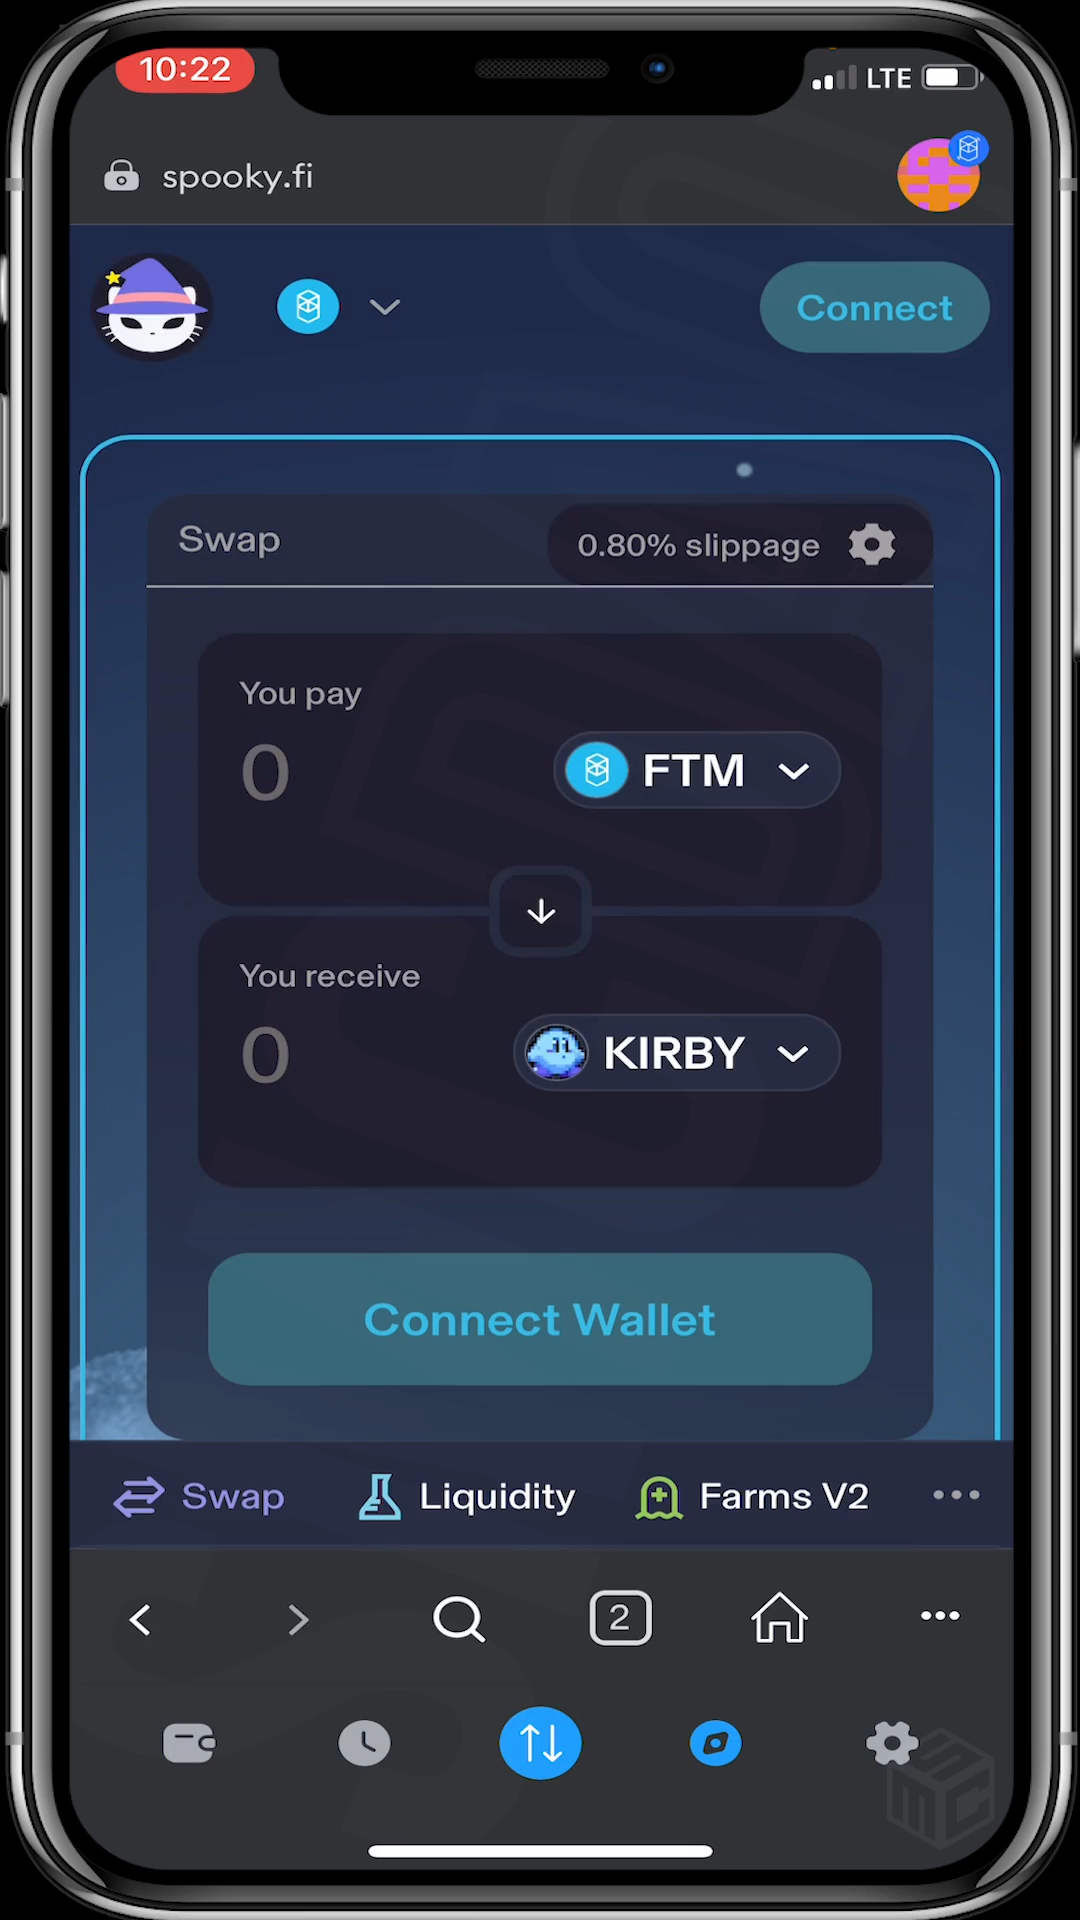 10:22
LTE
spooky.fi
Connect
Swap
0.80% slippage
You pay
0
FTM
You receive
0
KIRBY
Connect Wallet
Swap
Liquidity
Farms V2
2